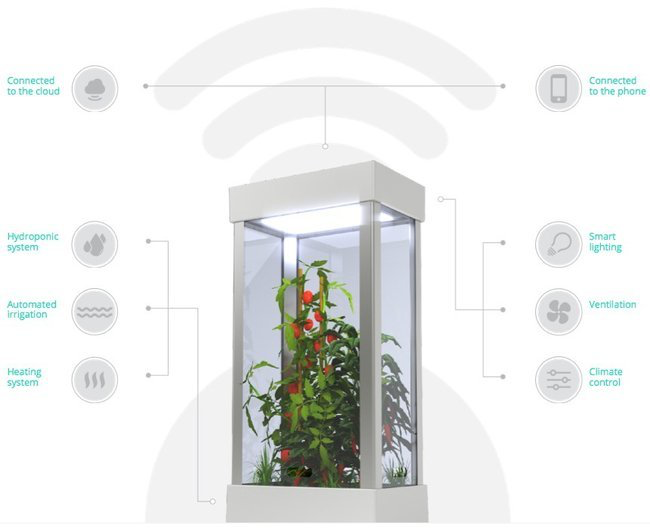 Connected
to the cloud
Connected
to the phone
Hydroponic
system
Smart
lighting
Automated
irrigation
Ventilation
Heating
system
Climate
control